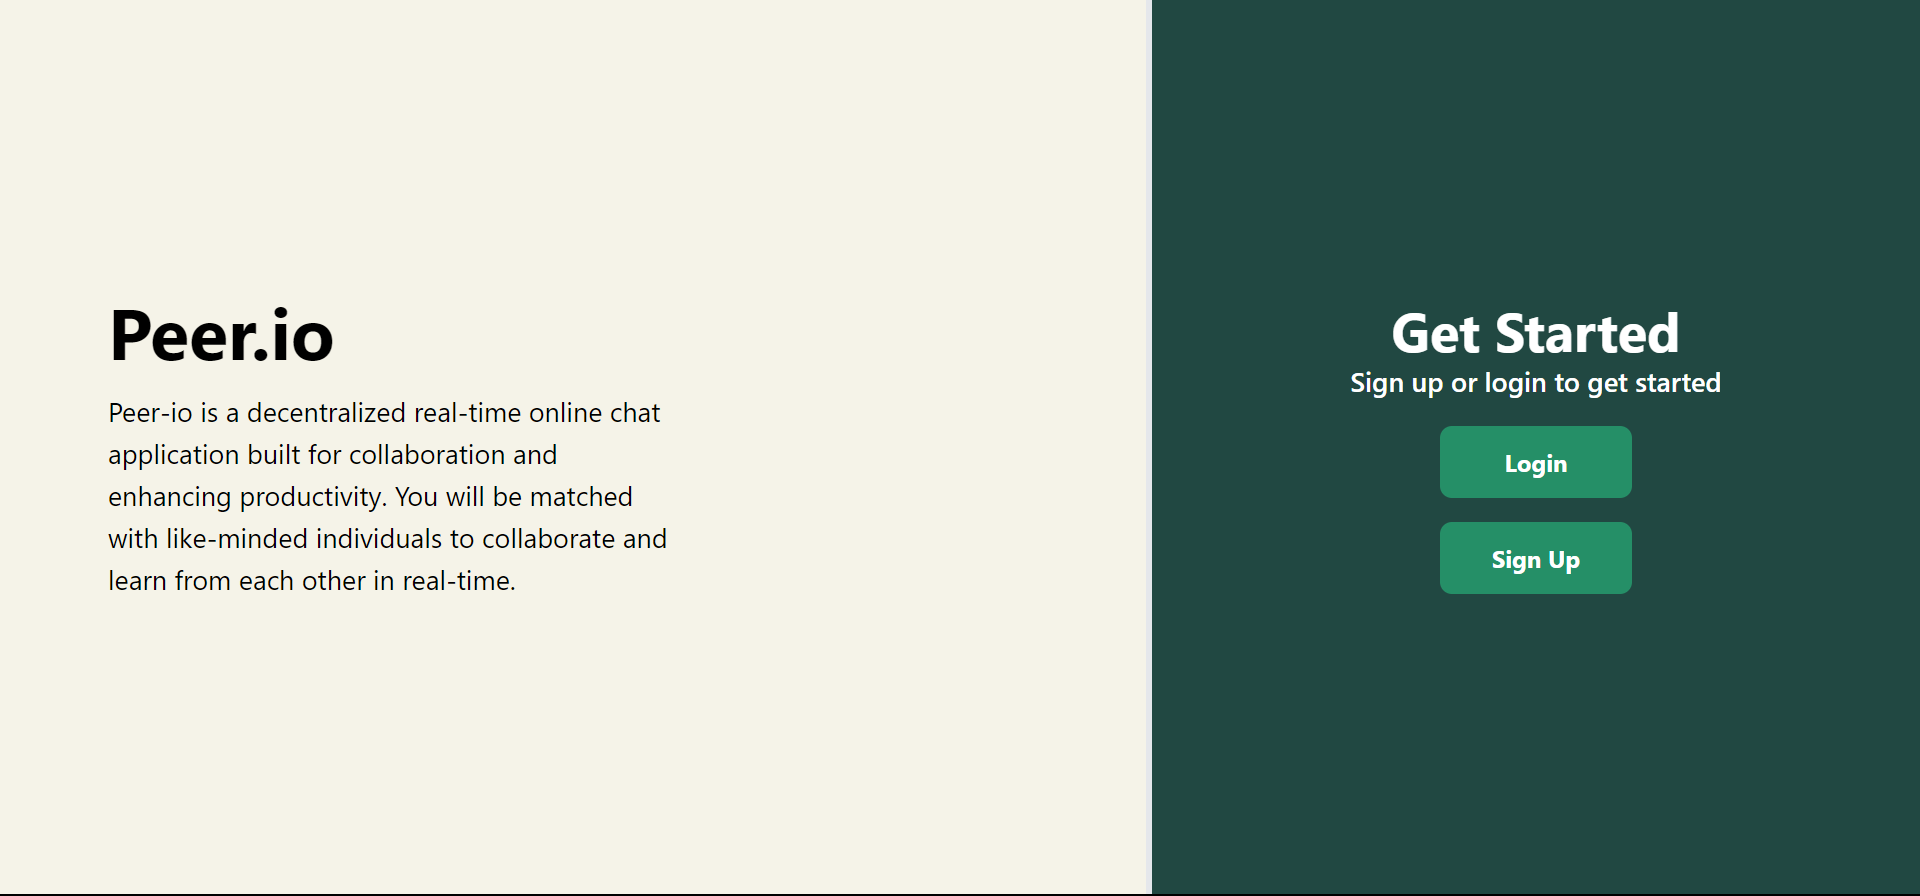 Peer.io
Peer-io is a decentralized real-time online chat
application built for collaboration and
enhancing productivity. You will be matched
with like-minded individuals to collaborate and
learn from each other in real-time.
Get Started
Sign up or login to get started
Login
Sign Up